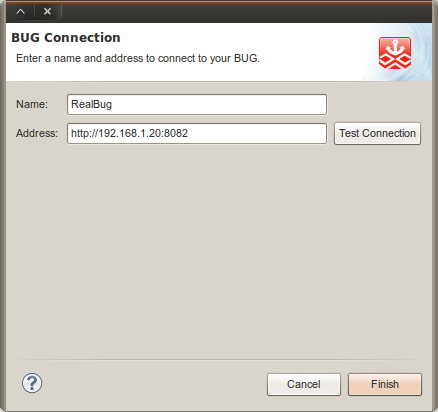 BUG Connection
Enter a name and address to connect to your BUG.
Name: RealBug
Address: http://192.168.1.20:8082 Test Connection
? Cancel Finish